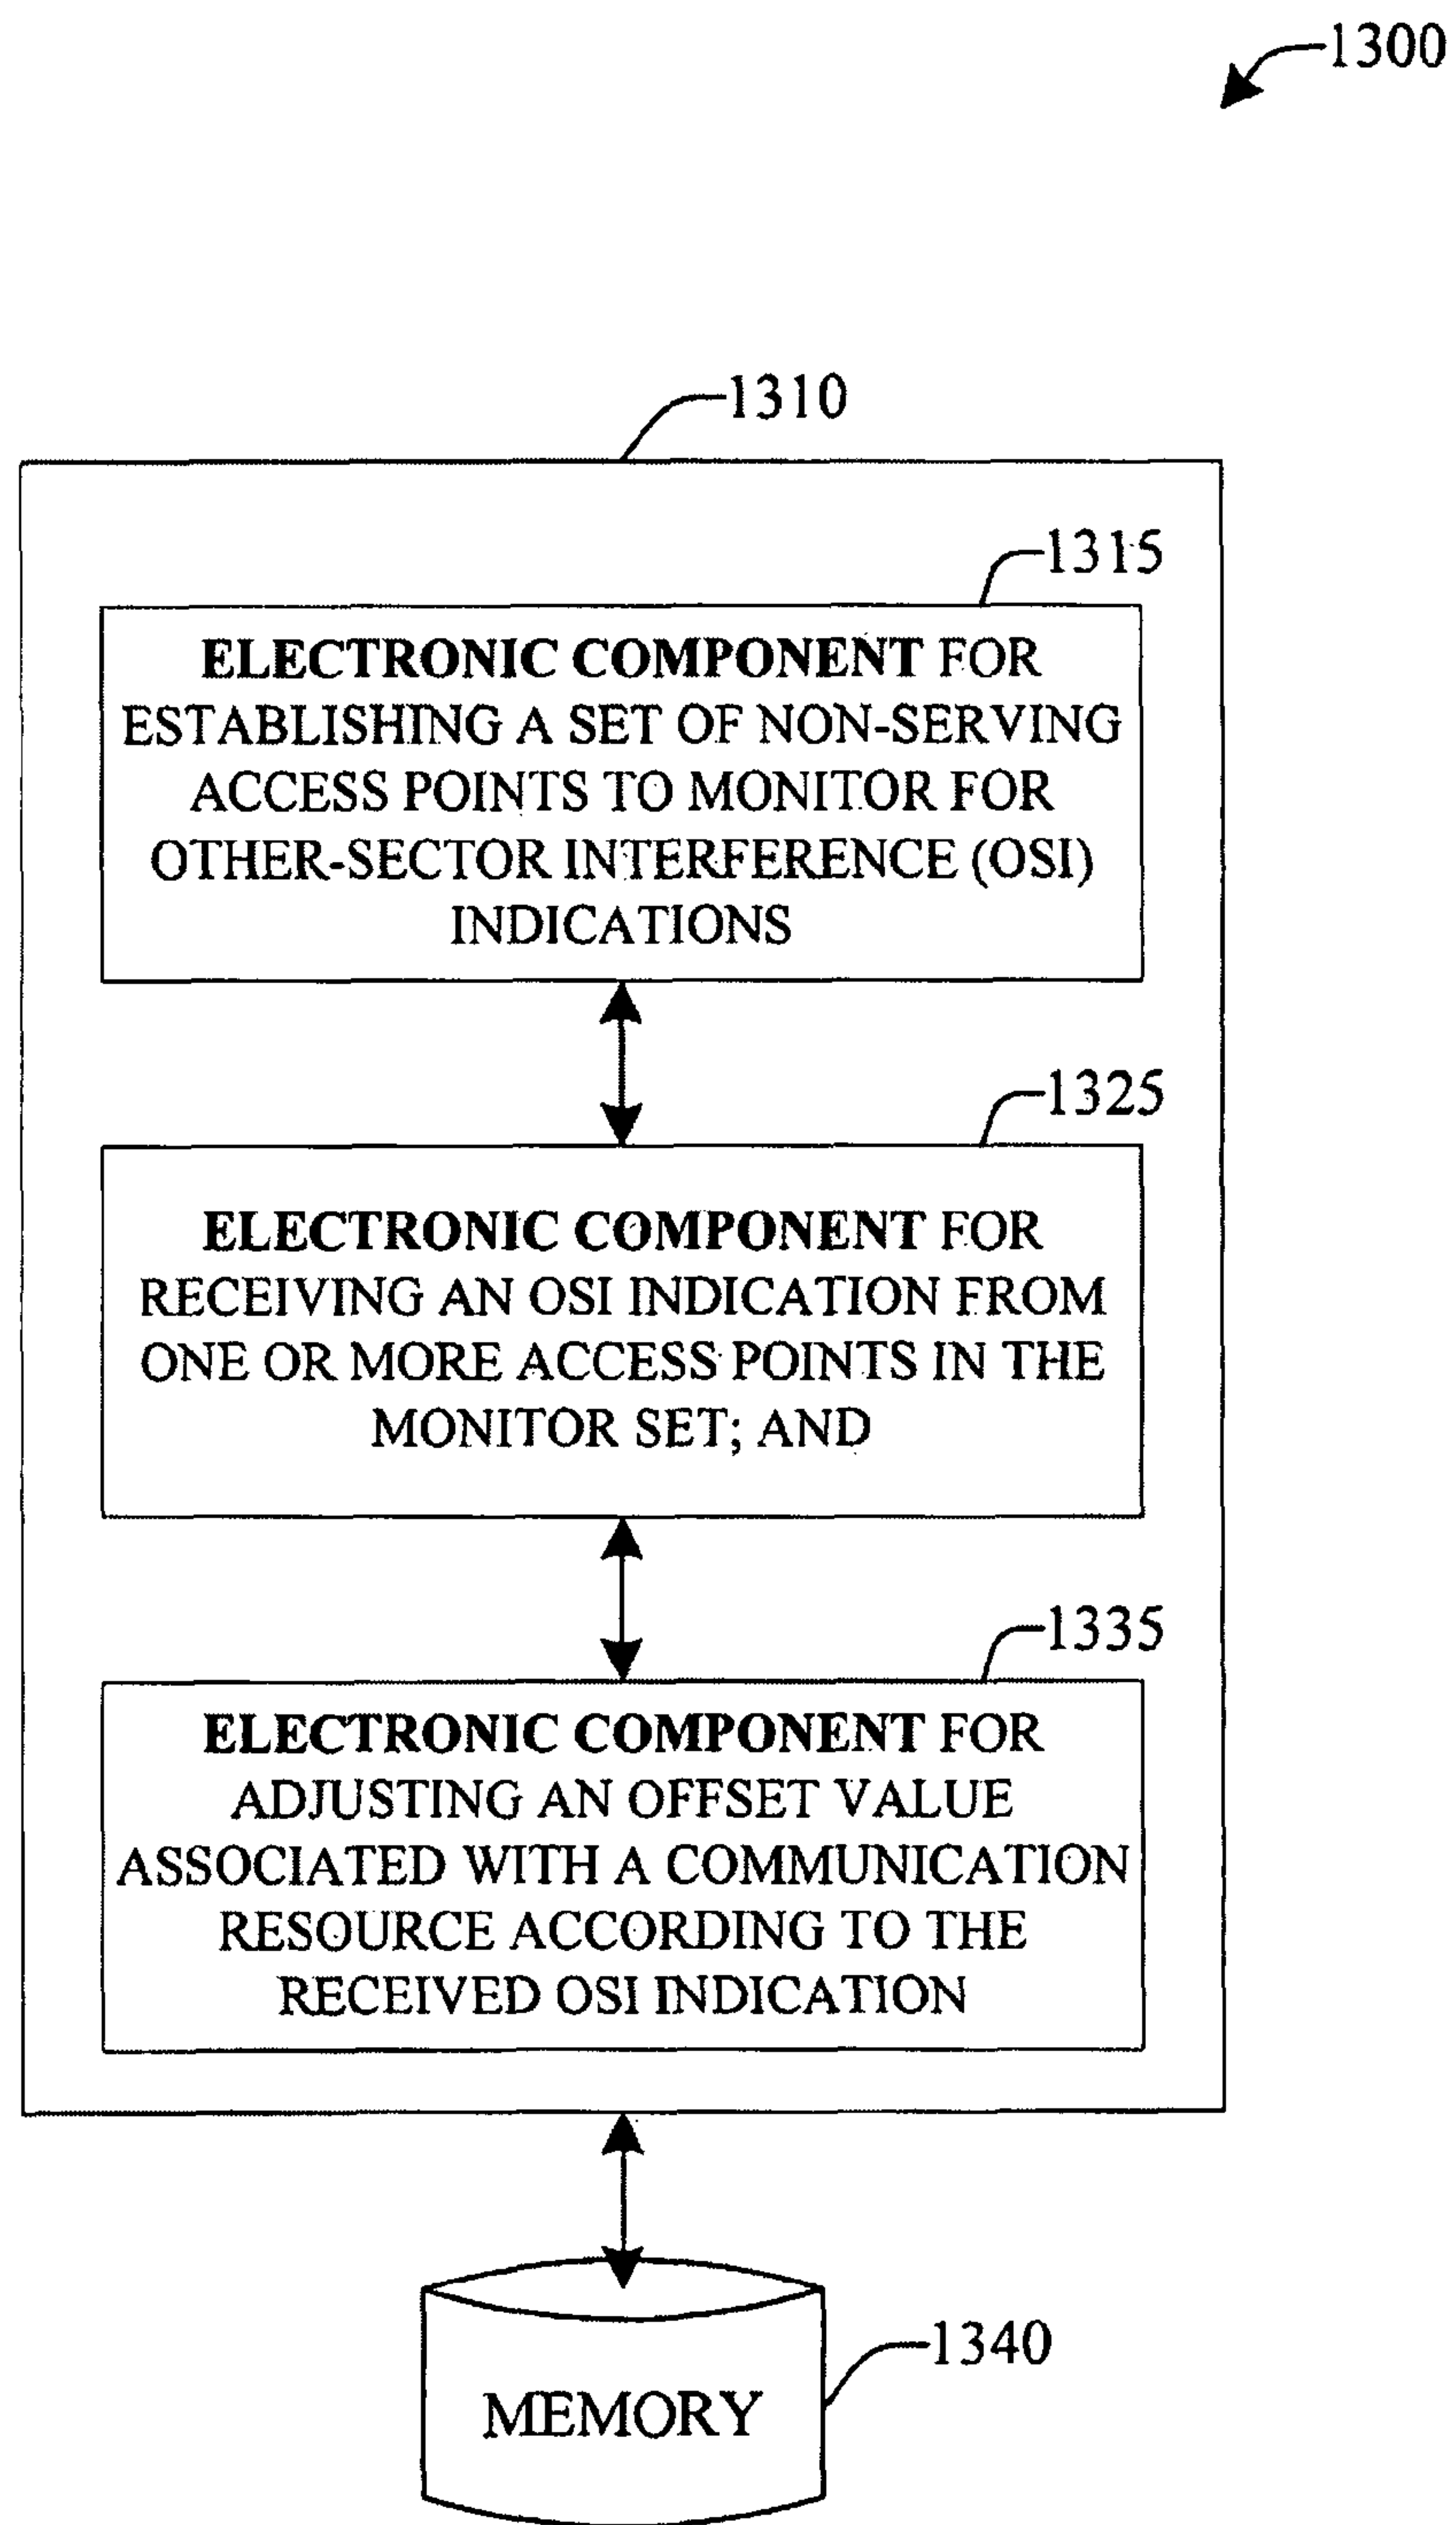 1300
1310
1315
ELECTRONIC COMPONENT FOR
ESTABLISHING A SET OF NON-SERVING
ACCESS POINTS TO MONITOR FOR
OTHER-SECTOR INTERFERENCE (OSI)
INDICATIONS
1325
ELECTRONIC COMPONENT FOR
RECEIVING AN OSI INDICATION FROM
ONE OR MORE ACCESS POINTS IN THE
MONITOR SET; AND
1335
ELECTRONIC COMPONENT FOR
ADJUSTING AN OFFSET VALUE
ASSOCIATED WITH A COMMUNICATION
RESOURCE ACCORDING TO THE
RECEIVED OSI INDICATION
1340
MEMORY